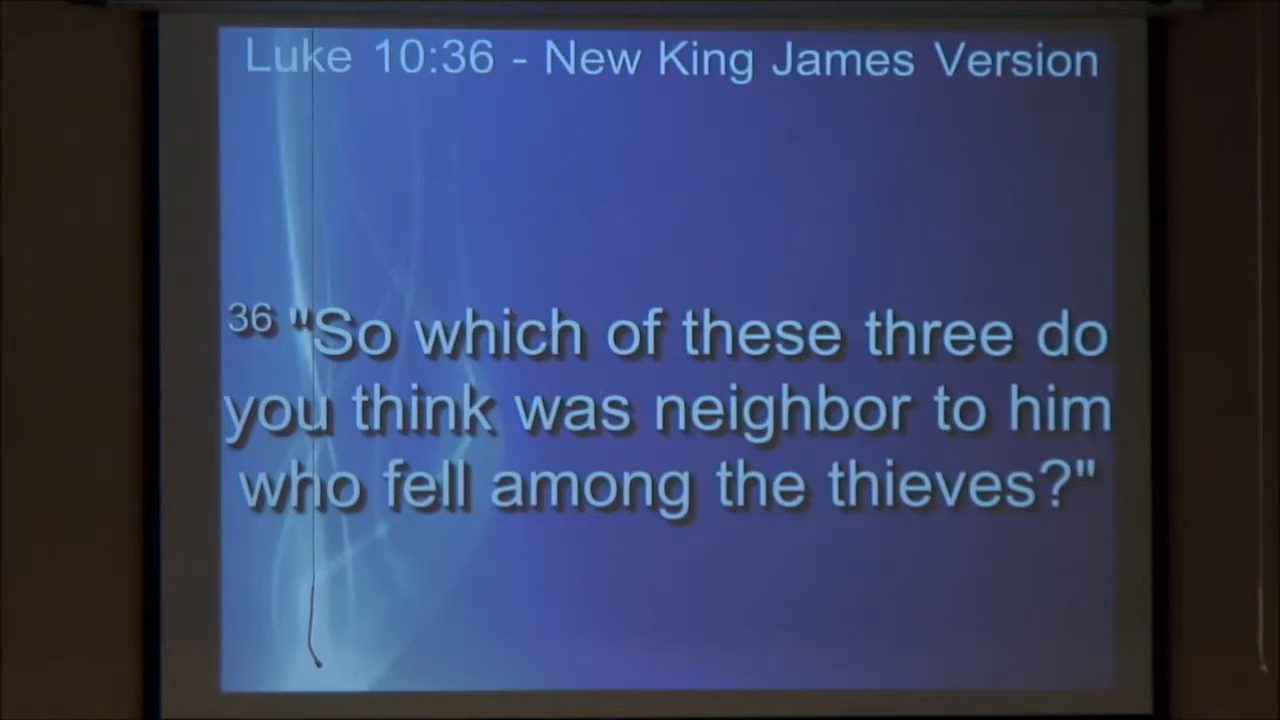 Luke 10:36 - New King James Version
36 "So which of these three do
you think was neighbor to him
who fell among the thieves?"